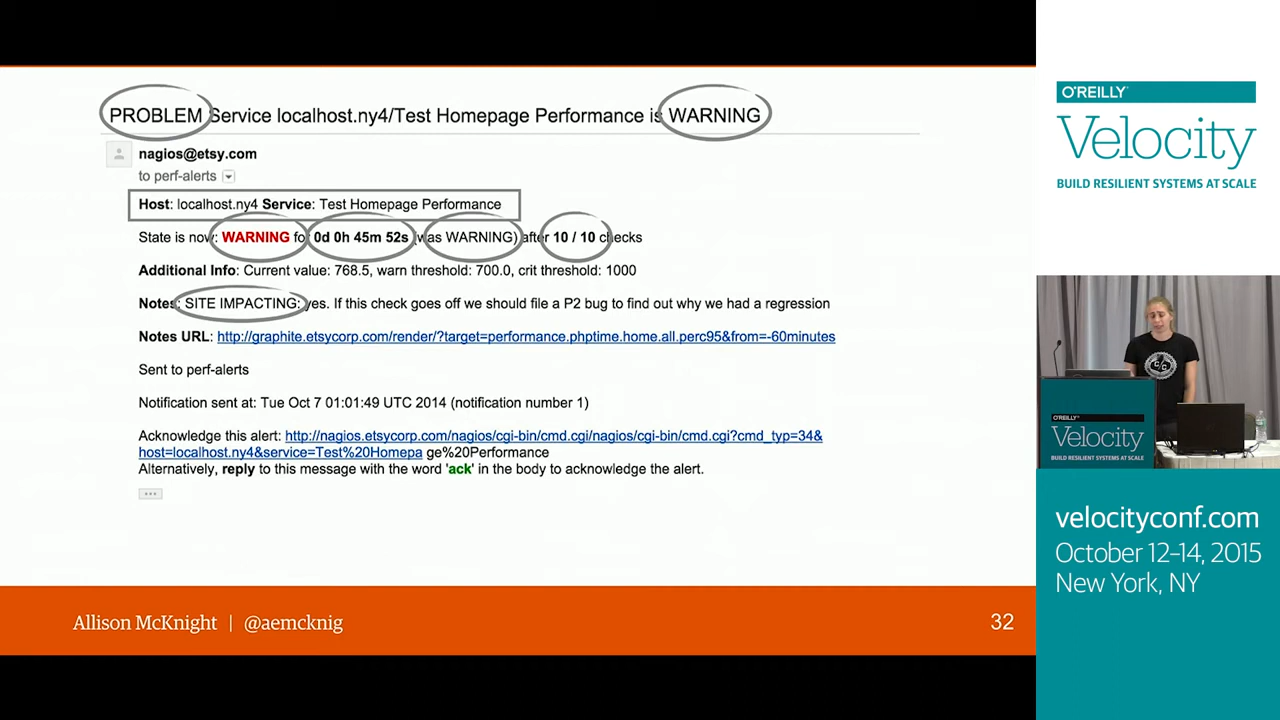 PROBLEM Service localhost.ny4/Test Homepage Performance is WARNING
nagios@etsy.com
to perf-alerts
Host: localhost.ny4 Service: Test Homepage Performance
State is now: WARNING for 0d 0h 45m 52s (was WARNING) after 10 / 10 checks
Additional Info: Current value: 768.5, warn threshold: 700.0, crit threshold: 1000
Notes: SITE IMPACTING: yes. If this check goes off we should file a P2 bug to find out why we had a regression
Notes URL: http://graphite.etsycorp.com/render/?target=performance.phptime.home.all.perc95&from=-60minutes
Sent to perf-alerts
Notification sent at: Tue Oct 7 01:01:49 UTC 2014 (notification number 1)
Acknowledge this alert: http://nagios.etsycorp.com/nagios/cgi-bin/cmd.cgi/nagios/cgi-bin/cmd.cgi?cmd_typ=34&
host=localhost.ny4&service=Test%20Homepa ge%20Performance
Alternatively, reply to this message with the word 'ack' in the body to acknowledge the alert.
Allison McKnight | @aemcknig
32
O'REILLY
Velocity
BUILD RESILIENT SYSTEMS AT SCALE
O'REILLY
Velocity
BUILD RESILIENT SYSTEMS AT SCALE
velocityconf.com
October 12–14, 2015
New York, NY